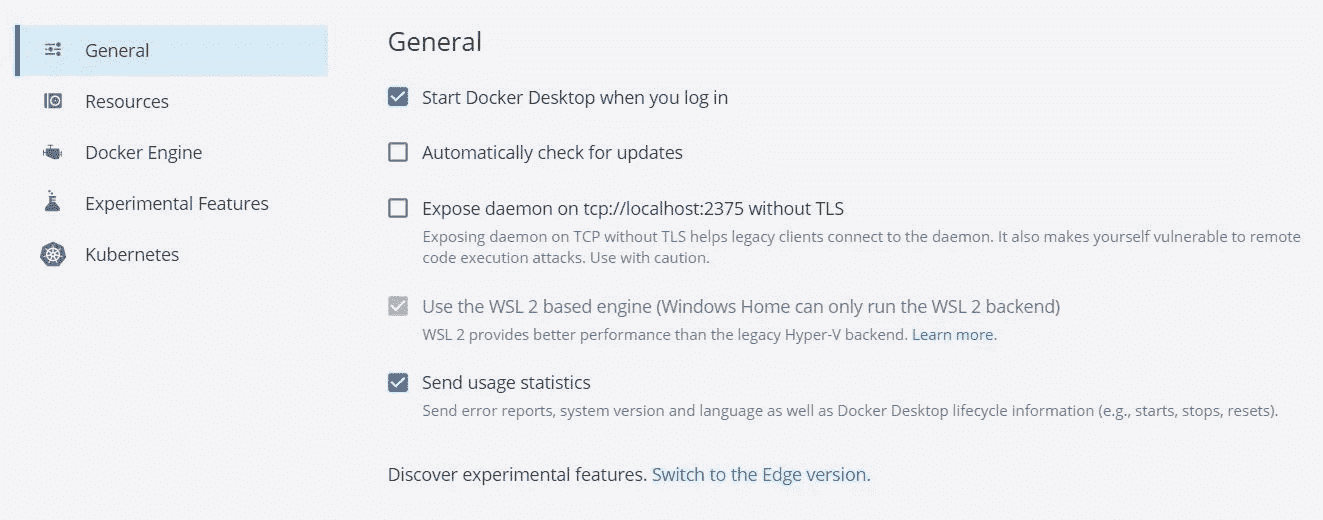 General
Resources
Docker Engine
Experimental Features
Kubernetes
General
Start Docker Desktop when you log in
Automatically check for updates
Expose daemon on tcp://localhost:2375 without TLS
Exposing daemon on TCP without TLS helps legacy clients connect to the daemon. It also makes yourself vulnerable to remote
code execution attacks. Use with caution.
Use the WSL 2 based engine (Windows Home can only run the WSL 2 backend)
WSL 2 provides better performance than the legacy Hyper-V backend. Learn more.
Send usage statistics
Send error reports, system version and language as well as Docker Desktop lifecycle information (e.g., starts, stops, resets).
Discover experimental features. Switch to the Edge version.